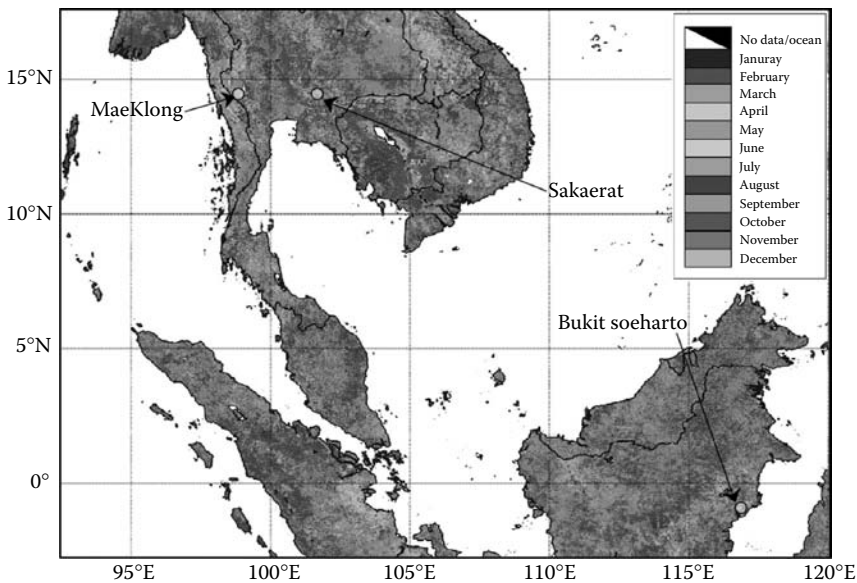 No data/ocean
Januray
February
March
April
May
June
July
August
September
October
November
December
15°N
MaeKlong
Sakaerat
10°N
Bukit soeharto
5°N
0°
95°E
100°E
105°E
110°E
115°E
120°E